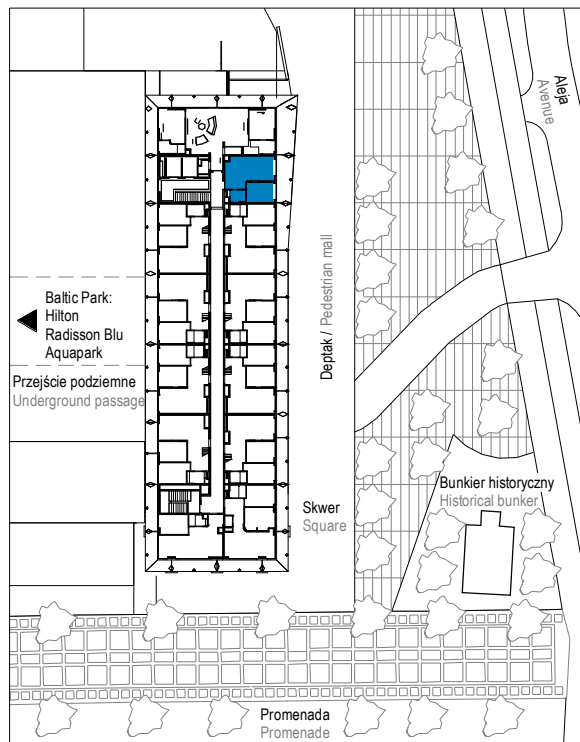 Aleja
Avenue
Baltic Park:
Hilton
Radisson Blu
Aquapark
Przejście podziemne
Underground passage
Deptak / Pedestrian mall
Skwer
Square
Bunkier historyczny
Historical bunker
Promenada
Promenade